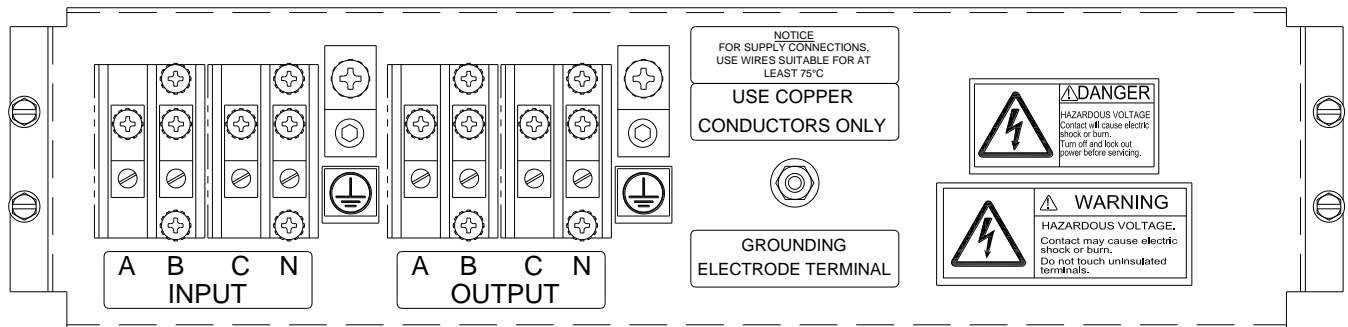 A B C N
INPUT
A B C N
OUTPUT
NOTICE
FOR SUPPLY CONNECTIONS,
USE WIRES SUITABLE FOR AT
LEAST 75°C
USE COPPER
CONDUCTORS ONLY
GROUNDING
ELECTRODE TERMINAL
DANGER
HAZARDOUS VOLTAGE
Contact will cause electric
shock or burn.
Turn off and lock out
power before servicing.
WARNING
HAZARDOUS VOLTAGE.
Contact may cause electric
shock or burn.
Do not touch uninsulated
terminals.